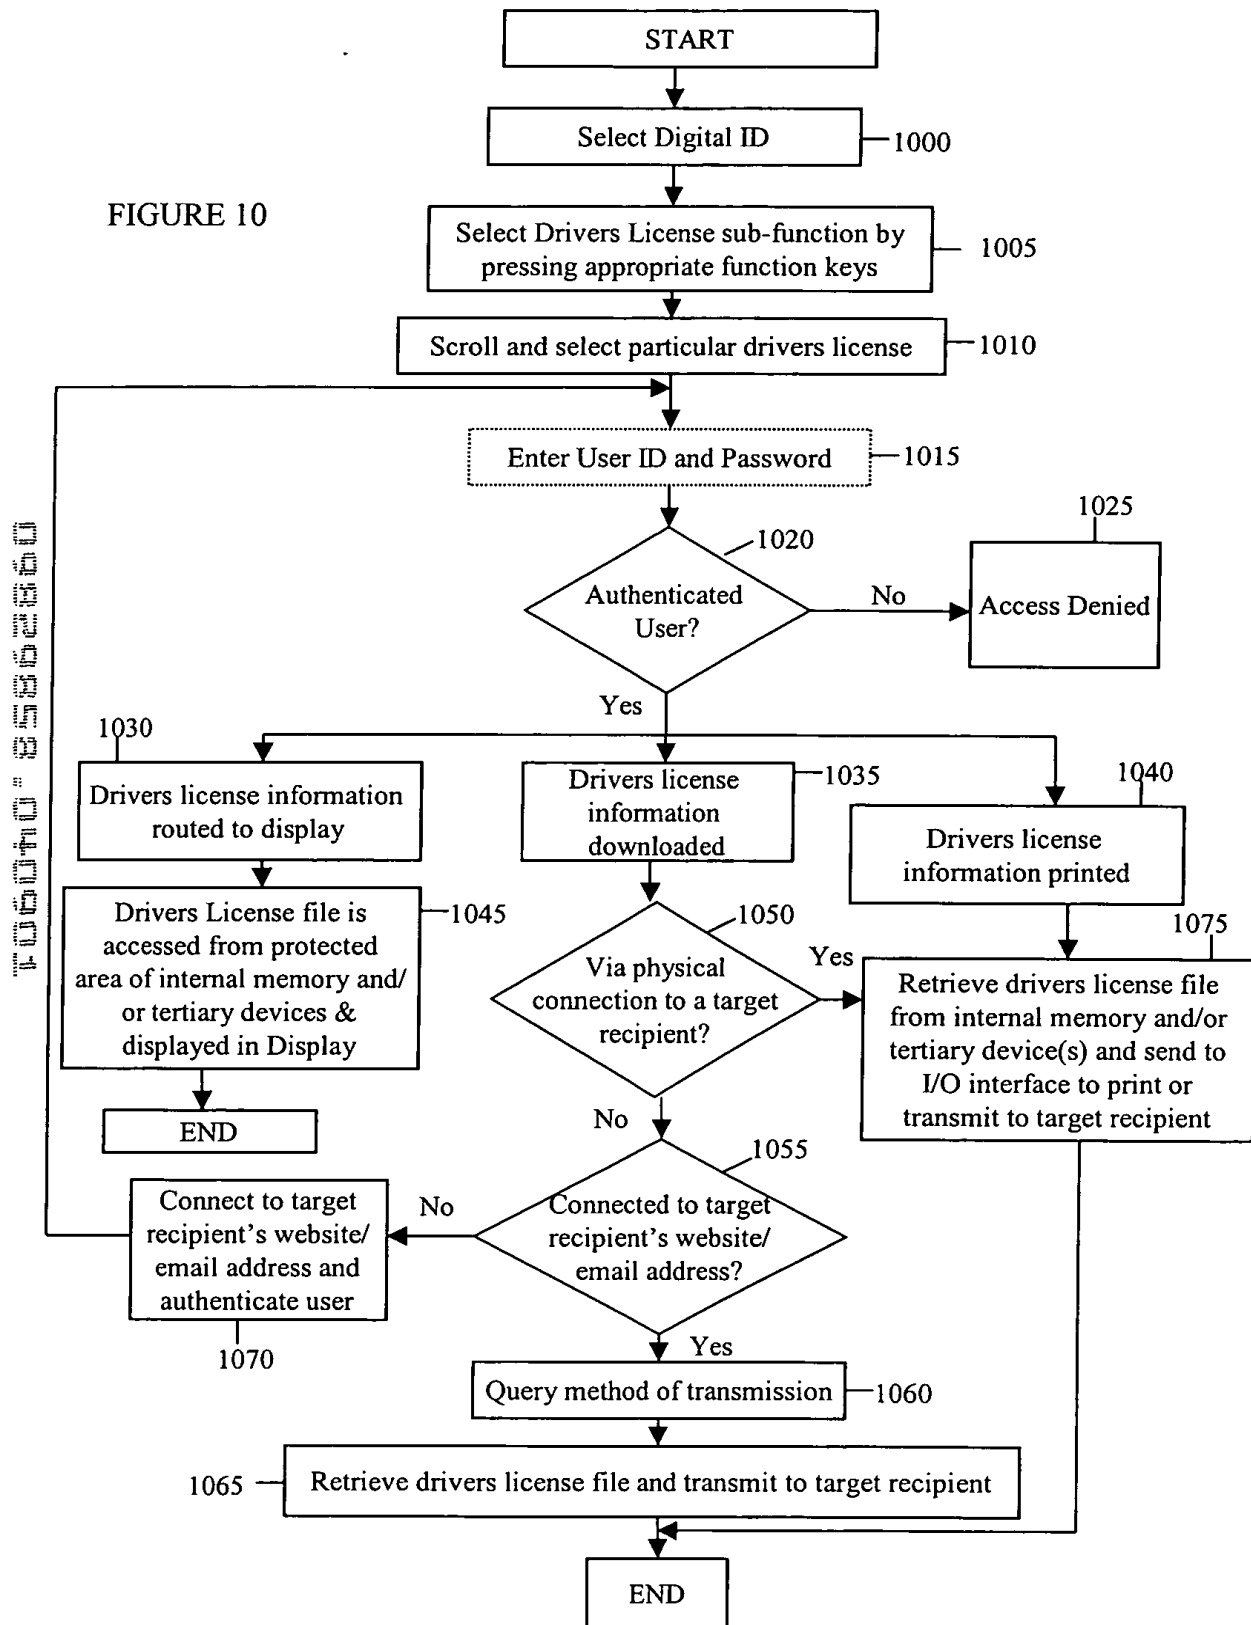 START
Select Digital ID
1000
FIGURE 10
Select Drivers License sub-function by
pressing appropriate function keys
1005
Scroll and select particular drivers license
1010
Enter User ID and Password
1015
1020
1025
Authenticated
User?
No
Access Denied
Yes
1030
Drivers license information
routed to display
Drivers license
information
downloaded
1035
1040
Drivers license
information printed
Drivers License file is
accessed from protected
area of internal memory and/
or tertiary devices &
displayed in Display
1045
1050
Via physical
connection to a target
recipient?
Yes
1075
Retrieve drivers license file
from internal memory and/or
tertiary device(s) and send to
I/O interface to print or
transmit to target recipient
END
No
1055
Connect to target
recipient's website/
email address and
authenticate user
No
Connected to target
recipient's website/
email address?
1070
Yes
Query method of transmission
1060
1065
Retrieve drivers license file and transmit to target recipient
END
09829858.040901